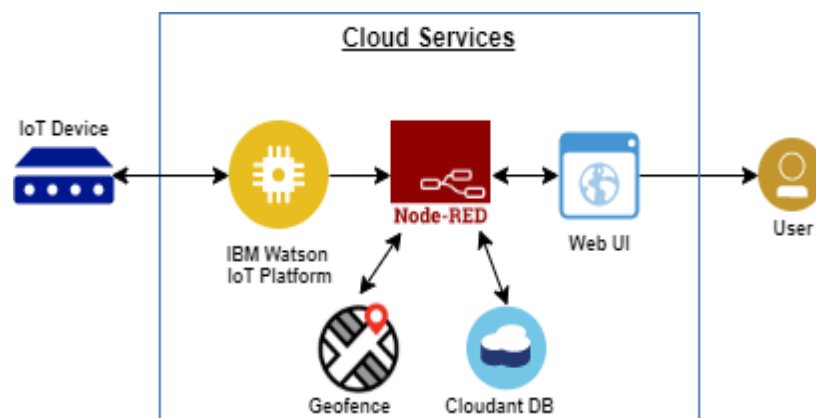 Cloud Services
IoT Device
Node-RED
IBM Watson
IoT Platform
Web UI
User
Geofence
Cloudant DB